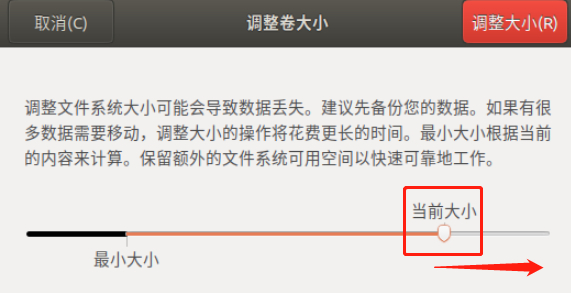 取消(C)
调整卷大小
调整大小(R)
调整文件系统大小可能会导致数据丢失。建议先备份您的数据。如果有很
多数据需要移动，调整大小的操作将花费更长的时间。最小大小根据当前
的内容来计算。保留额外的文件系统可用空间以快速可靠地工作。
当前大小
最小大小